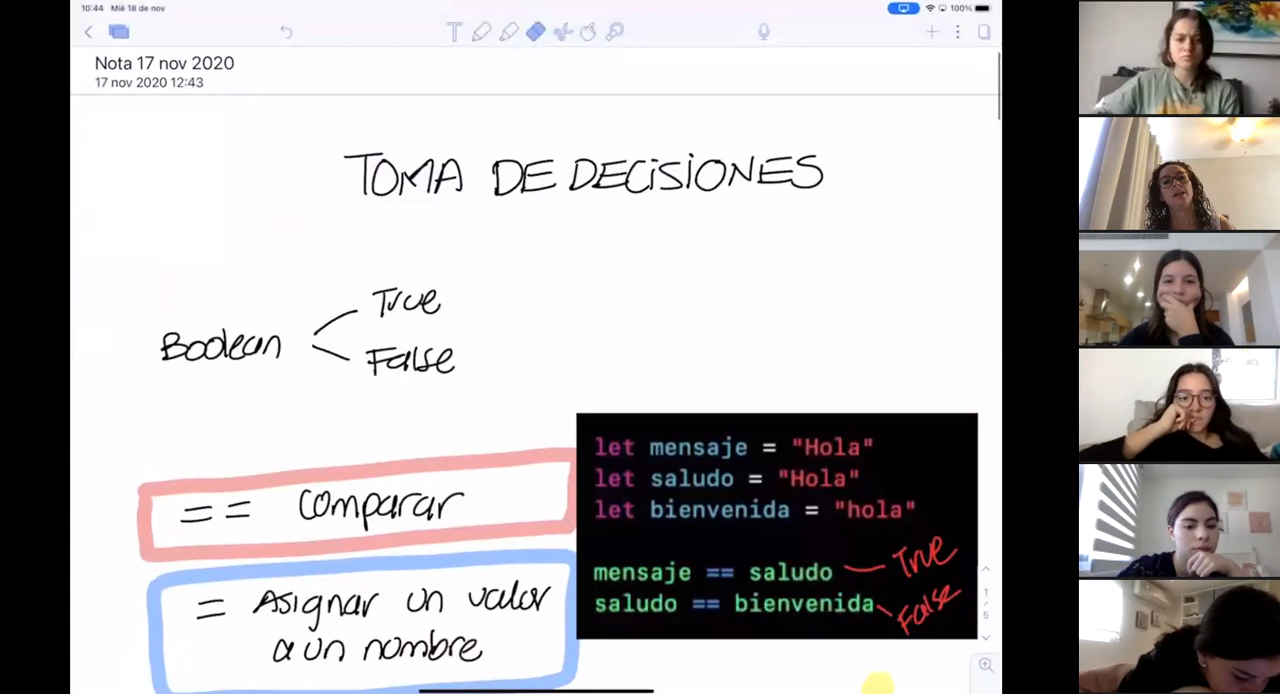 10:44 Mié 18 de nov
100%
Nota 17 nov 2020
17 nov 2020 12:43
TOMA DE DECISIONES
Boolean
True
False
== Comparar
= Asignar un valor
a un nombre
let mensaje = "Hola"
let saludo = "Hola"
let bienvenida = "hola"
mensaje == saludo — True
saludo == bienvenida False
1
/
5